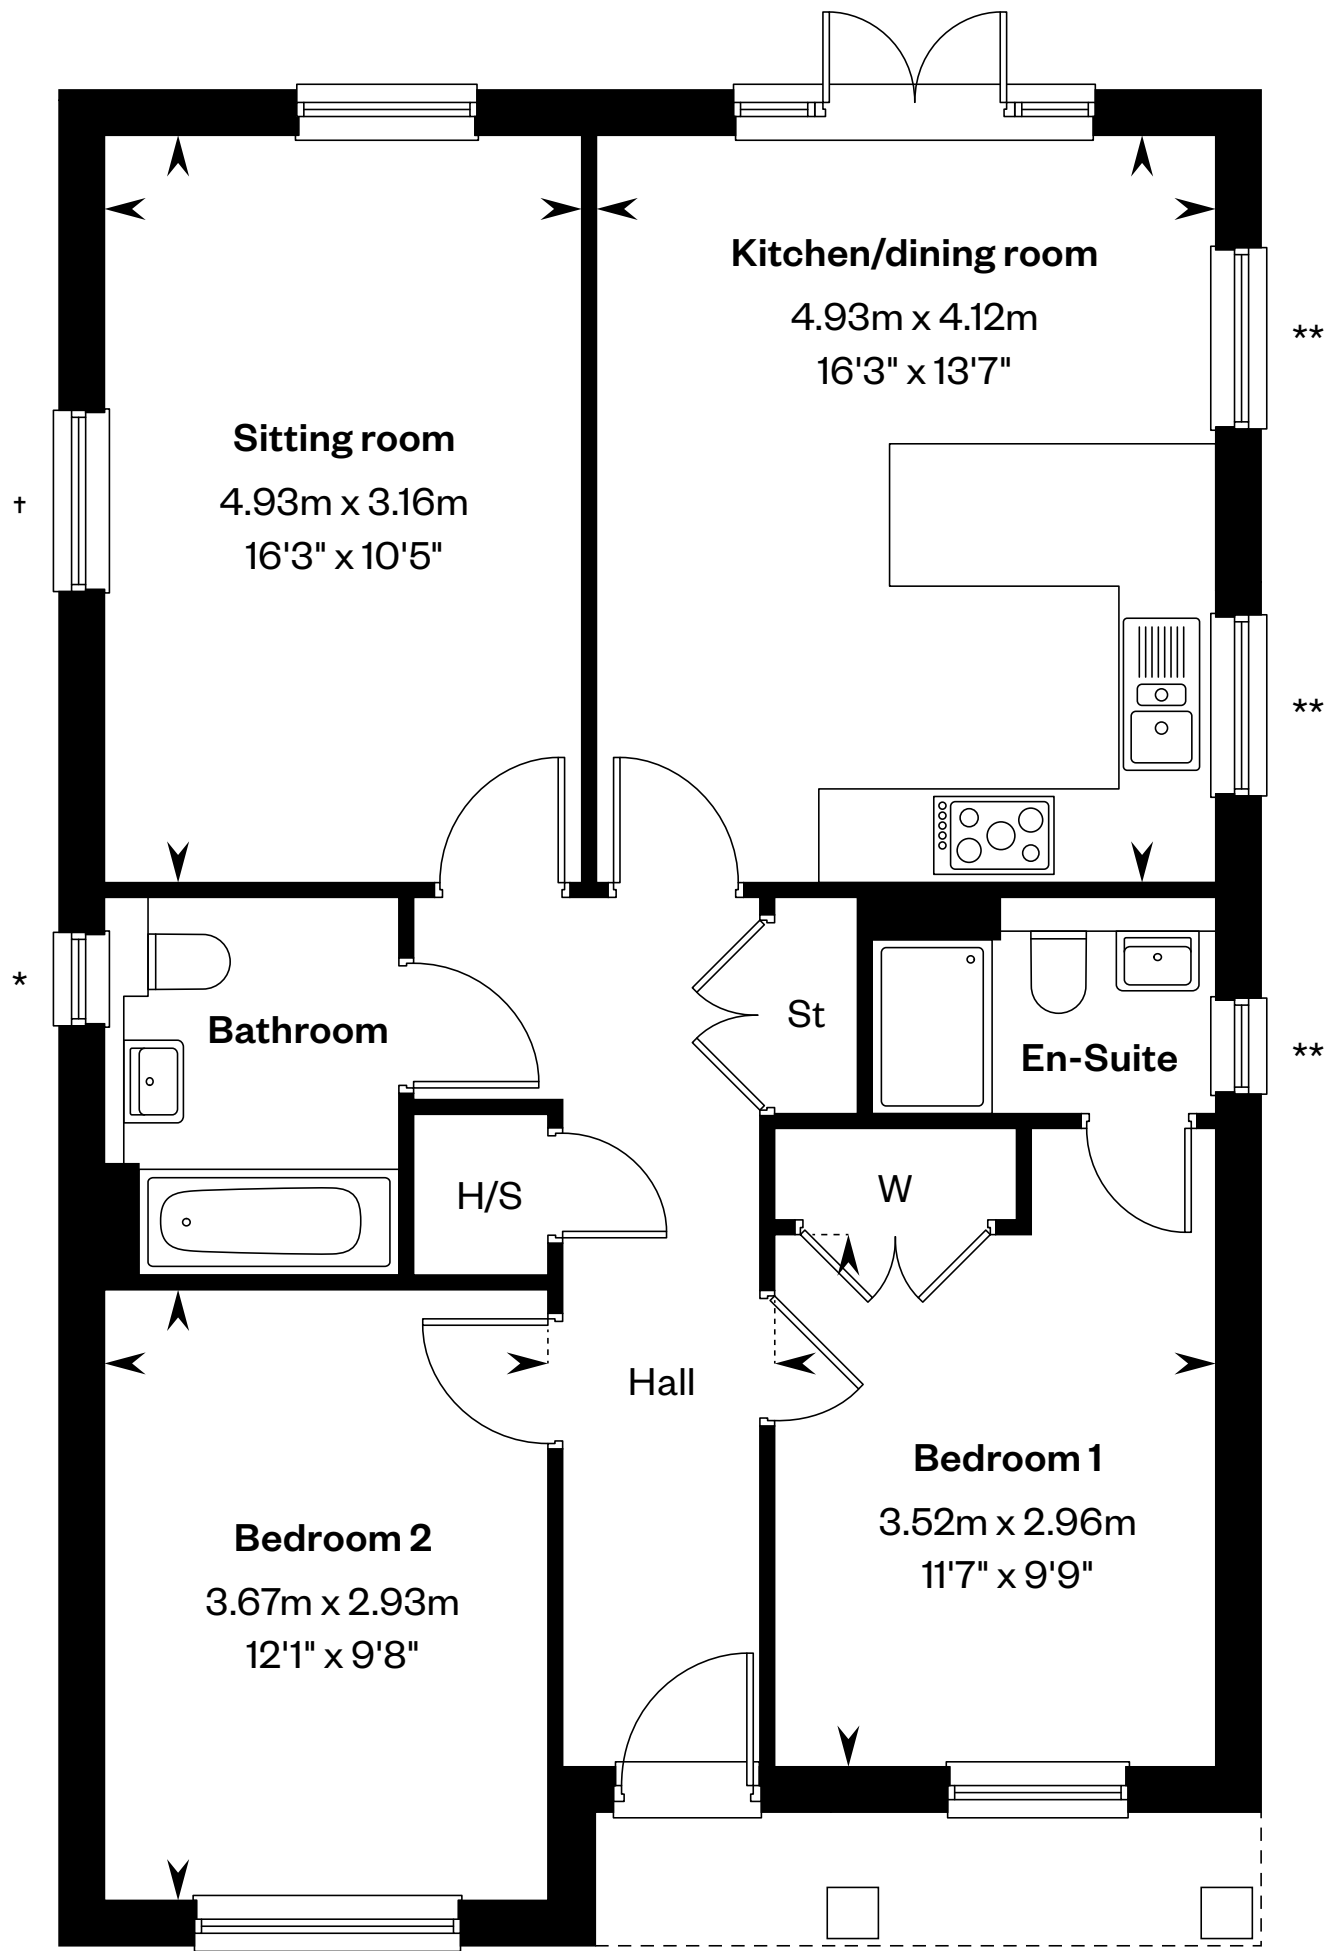 Kitchen/dining room
4.93m x 4.12m
16'3" x 13'7"
**
Sitting room
4.93m x 3.16m
16'3" x 10'5"
†
**
*
Bathroom
St
En-Suite
**
H/S
W
Hall
Bedroom 1
3.52m x 2.96m
11'7" x 9'9"
Bedroom 2
3.67m x 2.93m
12'1" x 9'8"